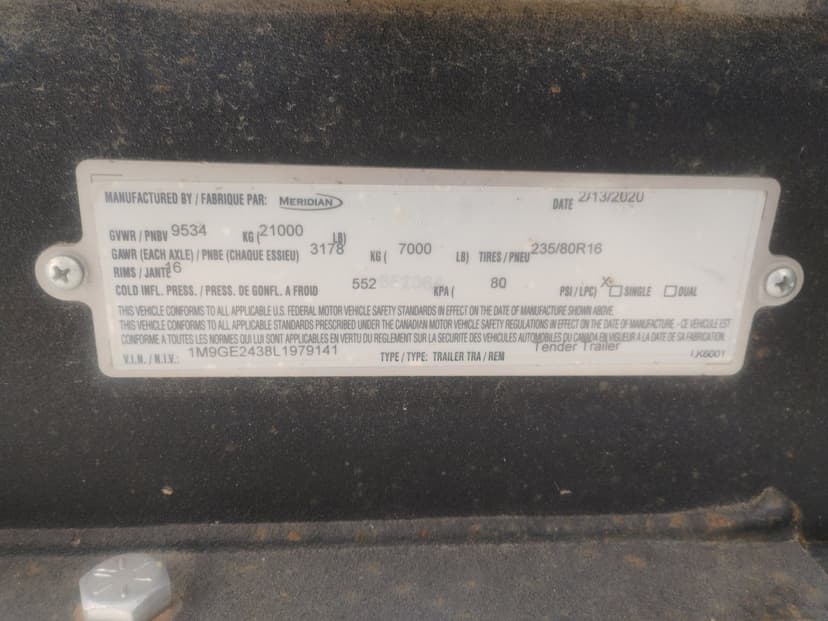 MANUFACTURED BY / FABRIQUE PAR: MERIDIAN DATE 2/13/2020
GVWR / PNBV 9534 KG (21000 LB)
GAWR (EACH AXLE) / PNBE (CHAQUE ESSIEU) 3178 KG ( 7000 LB) TIRES / PNEU 235/80R16
RIMS / JANTE 16
COLD INFL. PRESS. / PRESS. DE GONFL. A FROID 552 KPA ( 80 PSI / LPC) X SINGLE DUAL
THIS VEHICLE CONFORMS TO ALL APPLICABLE U.S. FEDERAL MOTOR VEHICLE SAFETY STANDARDS IN EFFECT ON THE DATE OF MANUFACTURE SHOWN ABOVE.
THIS VEHICLE CONFORMS TO ALL APPLICABLE STANDARDS PRESCRIBED UNDER THE CANADIAN MOTOR VEHICLE SAFETY REGULATIONS IN EFFECT ON THE DATE OF MANUFACTURE. - CE VÉHICULE EST
CONFORME A TOUTES LES NORMES QUI LUI SONT APPLICABLES EN VERTU DU REGLEMENT SUR LA SECURITE DES VEHICULES AUTOMOBILES DU CANADA EN VIGUEUR A LA DATE DE SA FABRICATION.
V.I.N. / N.I.V.: 1M9GE2438L1979141 TYPE / TYPE: TRAILER TRA / REN Tender Trailer LK6001